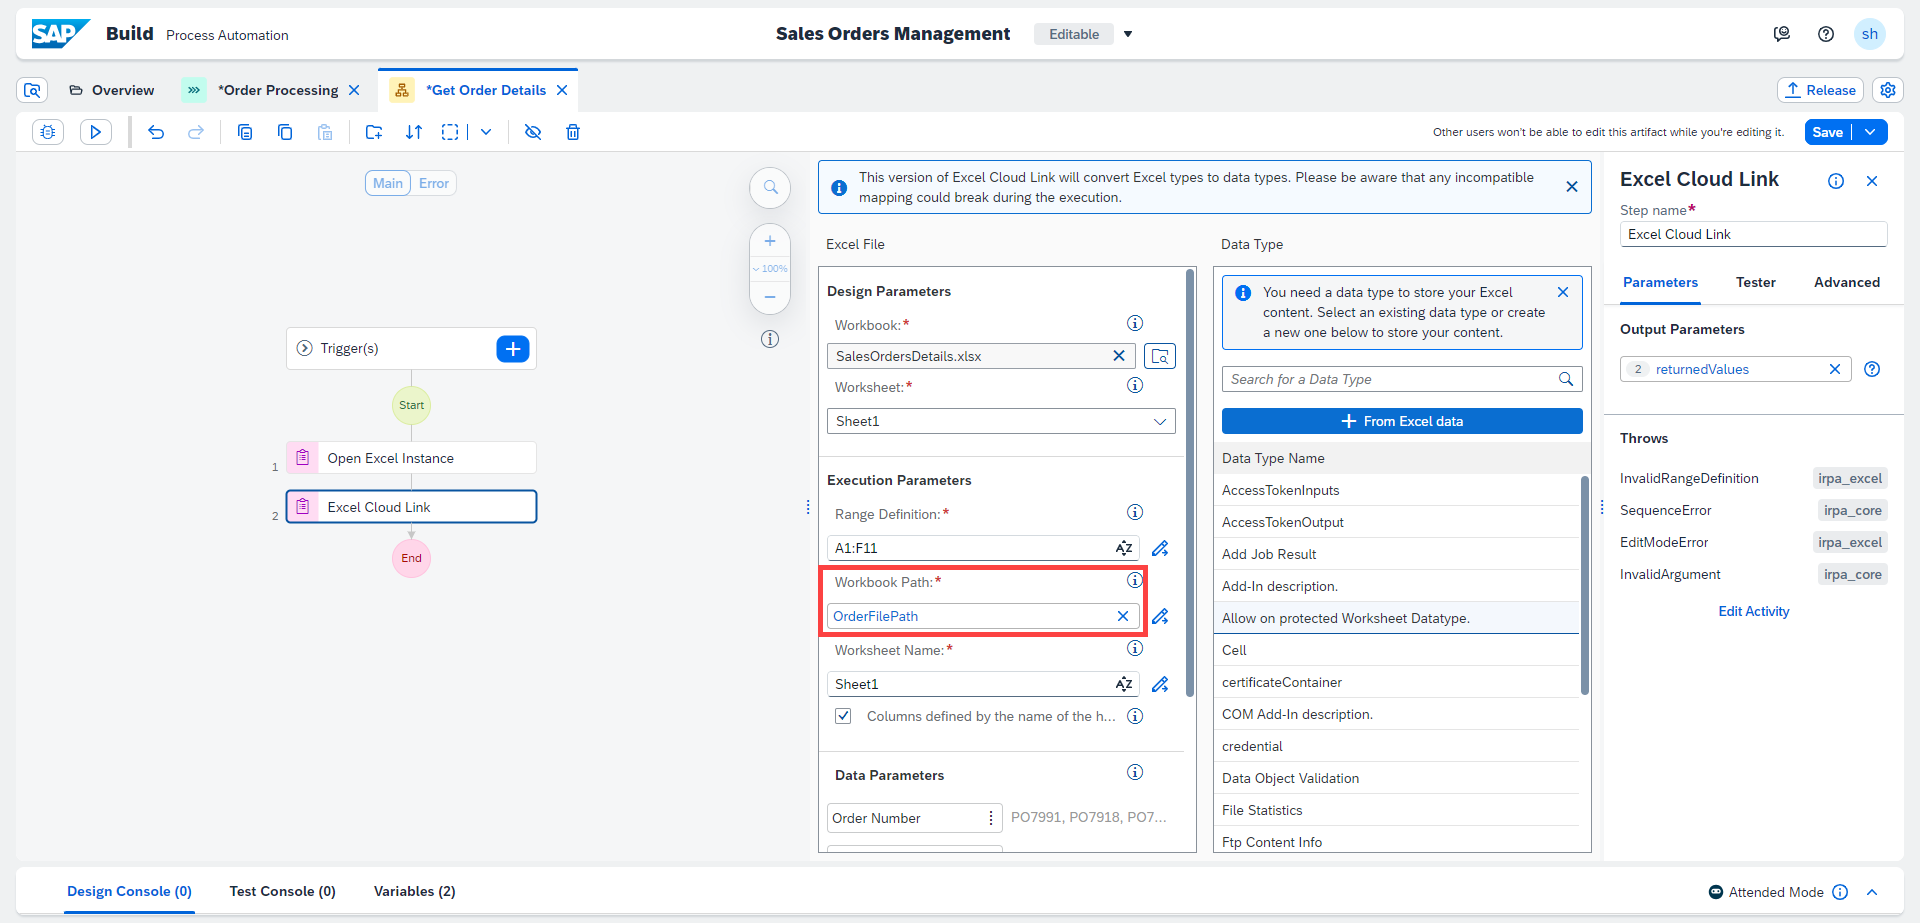 SAP Build Process Automation
Sales Orders Management Editable
sh
Overview
*Order Processing
*Get Order Details
Release
Other users won't be able to edit this artifact while you're editing it.
Save
Main Error
100%
Trigger(s)
Start
1 Open Excel Instance
2 Excel Cloud Link
End
This version of Excel Cloud Link will convert Excel types to data types. Please be aware that any incompatible
mapping could break during the execution.
Excel File
Design Parameters
Workbook:*
SalesOrdersDetails.xlsx
Worksheet:*
Sheet1
Execution Parameters
Range Definition:*
A1:F11
Workbook Path:*
OrderFilePath
Worksheet Name:*
Sheet1
Columns defined by the name of the h...
Data Parameters
Order Number PO7991, PO7918, PO7...
Data Type
You need a data type to store your Excel
content. Select an existing data type or create
a new one below to store your content.
Search for a Data Type
From Excel data
Data Type Name
AccessTokenInputs
AccessTokenOutput
Add Job Result
Add-In description.
Allow on protected Worksheet Datatype.
Cell
certificateContainer
COM Add-In description.
credential
Data Object Validation
File Statistics
Ftp Content Info
Excel Cloud Link
Step name*
Excel Cloud Link
Parameters Tester Advanced
Output Parameters
2 returnedValues
Throws
InvalidRangeDefinition irpa_excel
SequenceError irpa_core
EditModeError irpa_excel
InvalidArgument irpa_core
Edit Activity
Design Console (0) Test Console (0) Variables (2)
Attended Mode